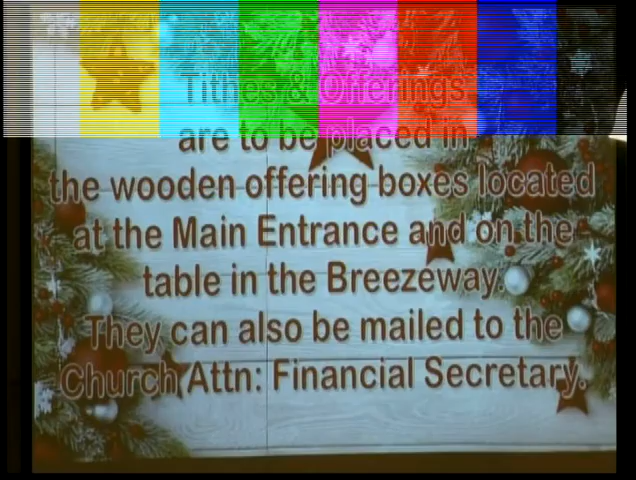 Tithes & Offerings
are to be placed in
the wooden offering boxes located
at the Main Entrance and on the
table in the Breezeway.
They can also be mailed to the
Church Attn: Financial Secretary.